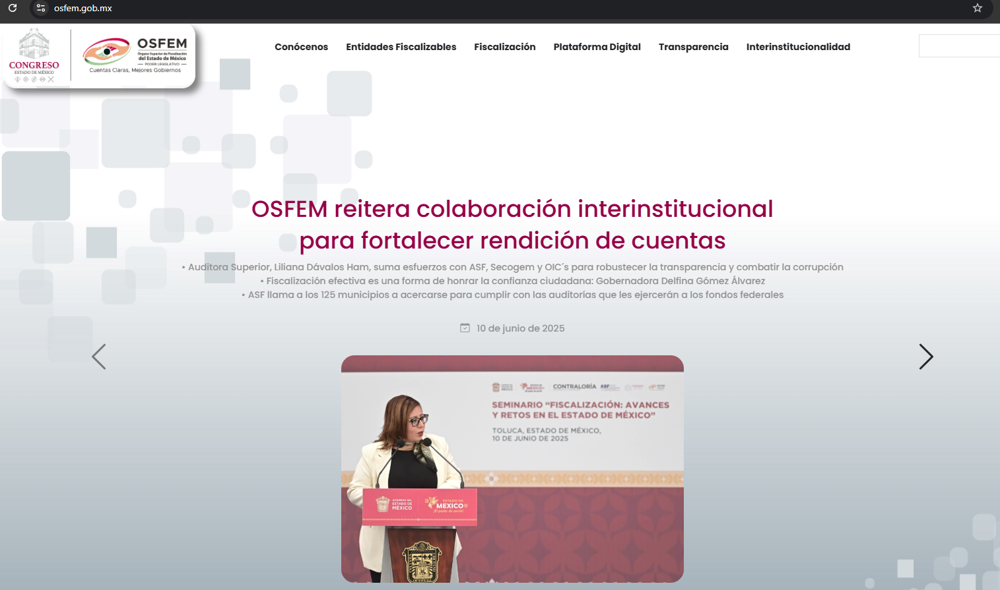 osfem.gob.mx
CONGRESO
ESTADO DE MÉXICO
OSFEM
Órgano Superior de Fiscalización
del Estado de México
PODER LEGISLATIVO
Cuentas Claras, Mejores Gobiernos
Conócenos
Entidades Fiscalizables
Fiscalización
Plataforma Digital
Transparencia
Interinstitucionalidad
OSFEM reitera colaboración interinstitucional
para fortalecer rendición de cuentas
• Auditora Superior, Liliana Dávalos Ham, suma esfuerzos con ASF, Secogem y OIC´s para robustecer la transparencia y combatir la corrupción
• Fiscalización efectiva es una forma de honrar la confianza ciudadana: Gobernadora Delfina Gómez Álvarez
• ASF llama a los 125 municipios a acercarse para cumplir con las auditorías que les ejercerán a los fondos federales
10 de junio de 2025
CONTRALORÍA
ASF
SEMINARIO “FISCALIZACIÓN: AVANCES
Y RETOS EN EL ESTADO DE MÉXICO”
TOLUCA, ESTADO DE MÉXICO,
10 DE JUNIO DE 2025
GOBIERNO DEL
ESTADO DE
MÉXICO
ESTADO DE
MÉXICO
¡El poder de servir!